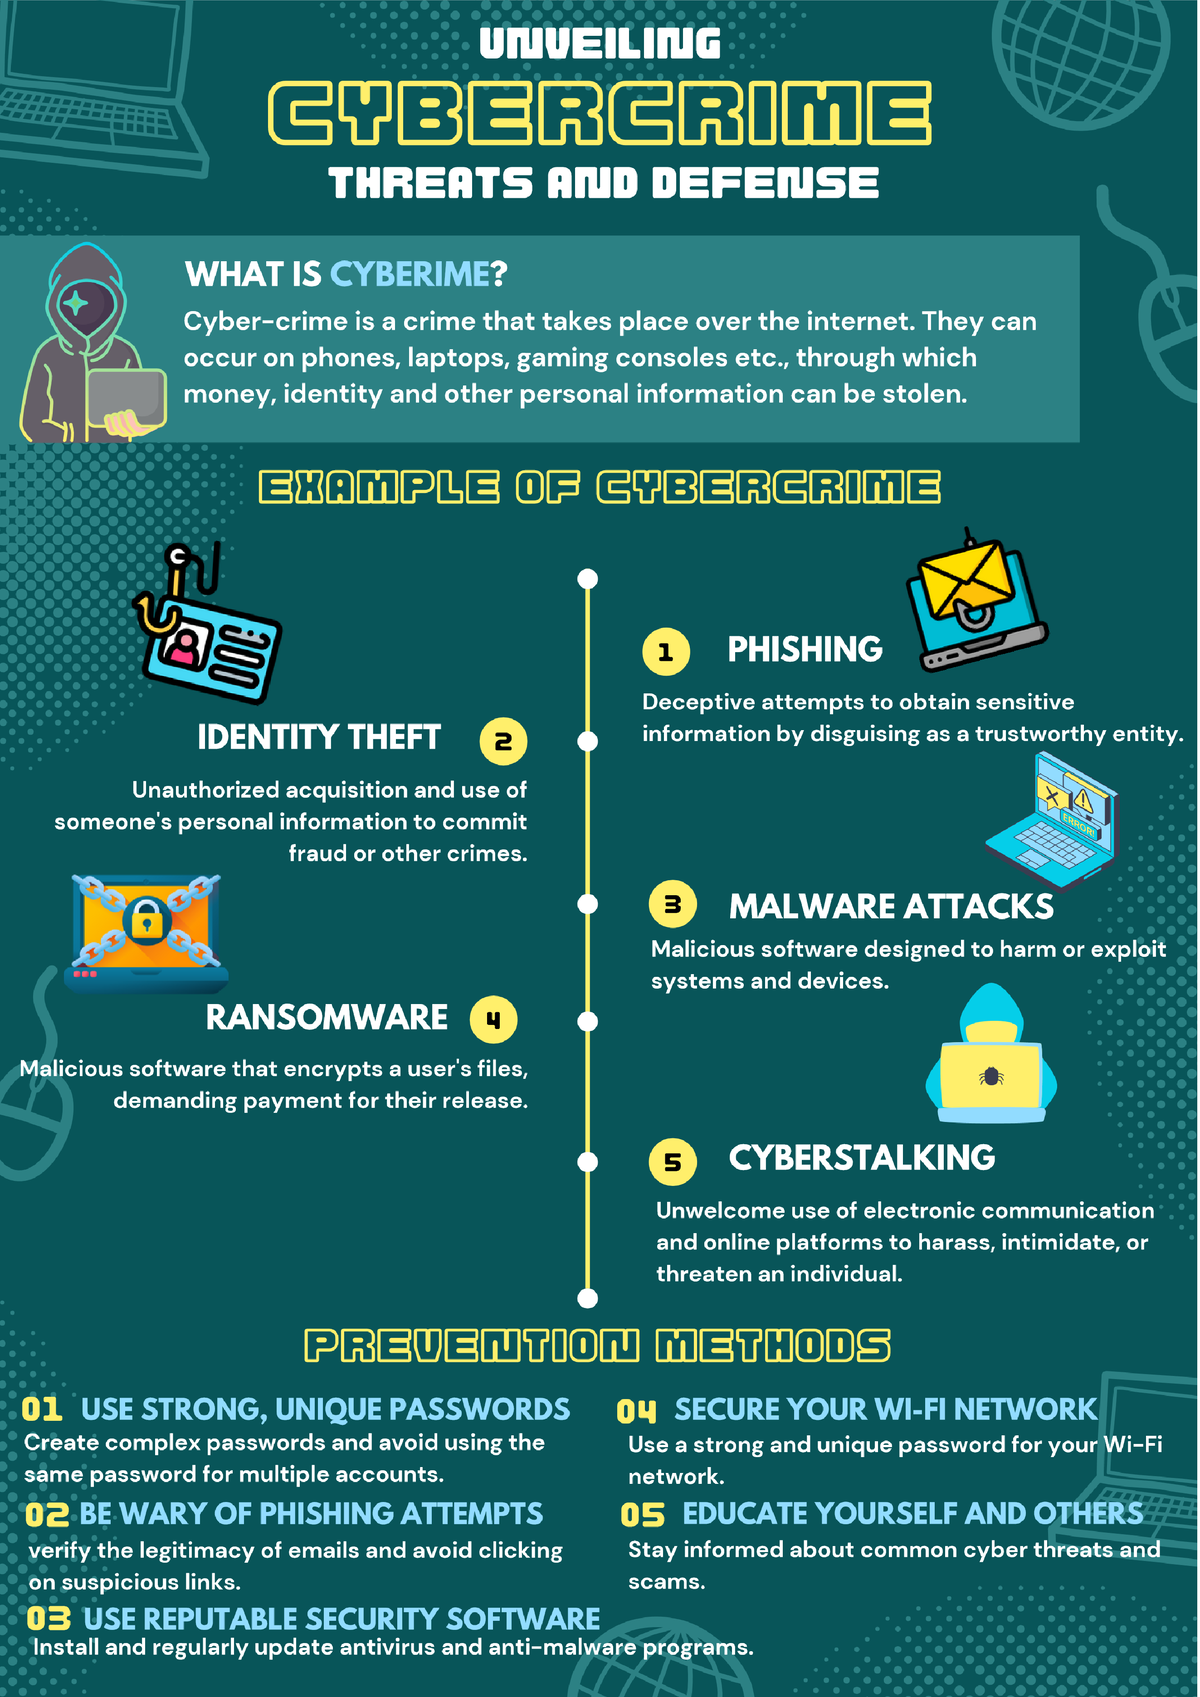 UNVEILING
CYBERCRIME
THREATS AND DEFENSE
WHAT IS CYBERIME?
Cyber-crime is a crime that takes place over the internet. They can
occur on phones, laptops, gaming consoles etc., through which
money, identity and other personal information can be stolen.
EXAMPLE OF CYBERCRIME
1 PHISHING
Deceptive attempts to obtain sensitive
information by disguising as a trustworthy entity.
IDENTITY THEFT 2
Unauthorized acquisition and use of
someone's personal information to commit
fraud or other crimes.
ERROR!
3 MALWARE ATTACKS
Malicious software designed to harm or exploit
systems and devices.
RANSOMWARE 4
Malicious software that encrypts a user's files,
demanding payment for their release.
5 CYBERSTALKING
Unwelcome use of electronic communication
and online platforms to harass, intimidate, or
threaten an individual.
PREVENTION METHODS
01 USE STRONG, UNIQUE PASSWORDS
Create complex passwords and avoid using the
same password for multiple accounts.
02 BE WARY OF PHISHING ATTEMPTS
verify the legitimacy of emails and avoid clicking
on suspicious links.
03 USE REPUTABLE SECURITY SOFTWARE
Install and regularly update antivirus and anti-malware programs.
04 SECURE YOUR WI-FI NETWORK
Use a strong and unique password for your Wi-Fi
network.
05 EDUCATE YOURSELF AND OTHERS
Stay informed about common cyber threats and
scams.